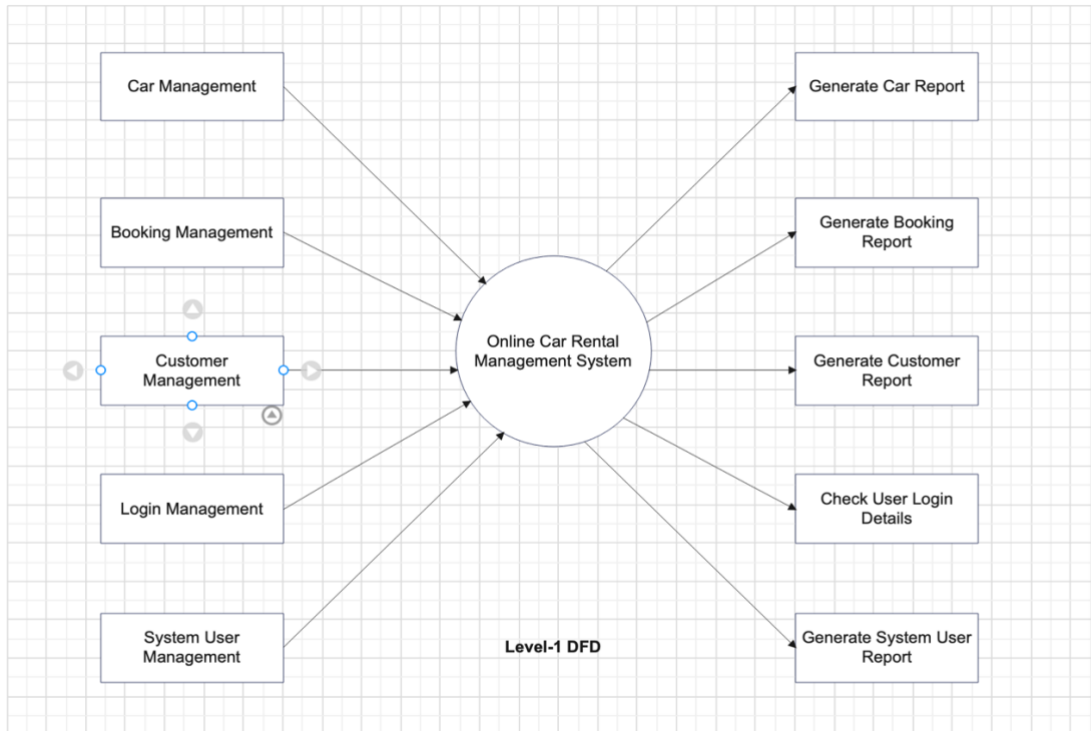 Car Management
Generate Car Report
Booking Management
Generate Booking
Report
Customer
Management
Online Car Rental
Management System
Generate Customer
Report
Login Management
Check User Login
Details
System User
Management
Level-1 DFD
Generate System User
Report